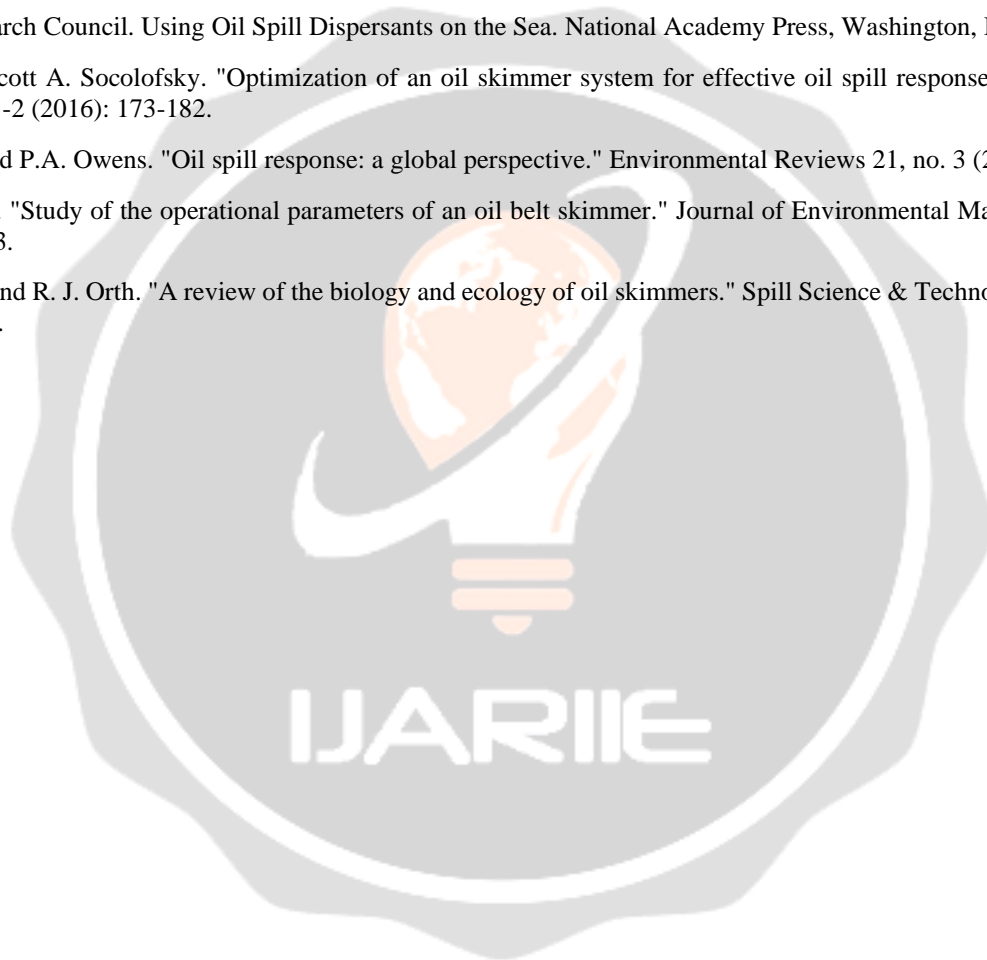 arch Council. Using Oil Spill Dispersants on the Sea. National Academy Press, Washington,
cott A. Socolofsky. "Optimization of an oil skimmer system for effective oil spill response
-2 (2016): 173-182.
d P.A. Owens. "Oil spill response: a global perspective." Environmental Reviews 21, no. 3 (2
. "Study of the operational parameters of an oil belt skimmer." Journal of Environmental Ma
3.
nd R. J. Orth. "A review of the biology and ecology of oil skimmers." Spill Science & Techno
.
IJARIIE